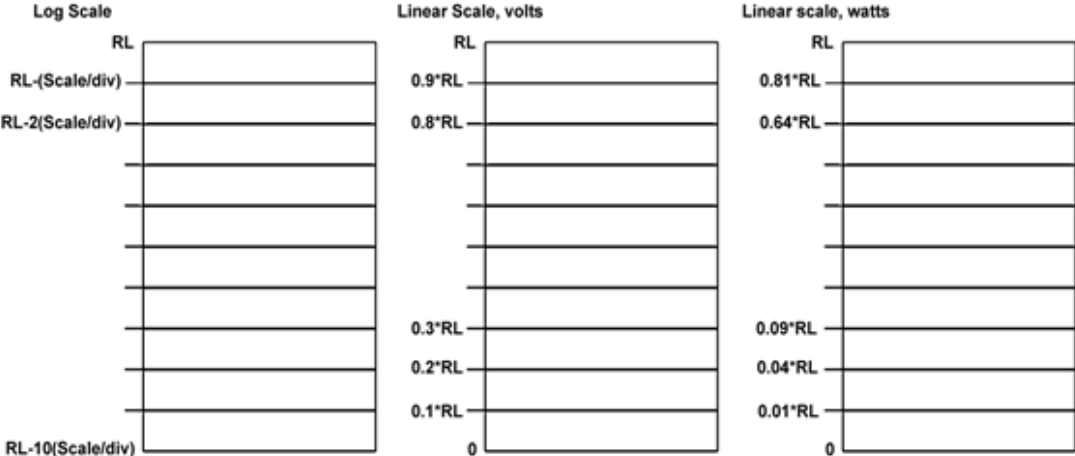 Log Scale
RL
RL-(Scale/div)
RL-2(Scale/div)
RL-10(Scale/div)
Linear Scale, volts
RL
0.9*RL
0.8*RL
0.3*RL
0.2*RL
0.1*RL
0
Linear scale, watts
RL
0.81*RL
0.64*RL
0.09*RL
0.04*RL
0.01*RL
0